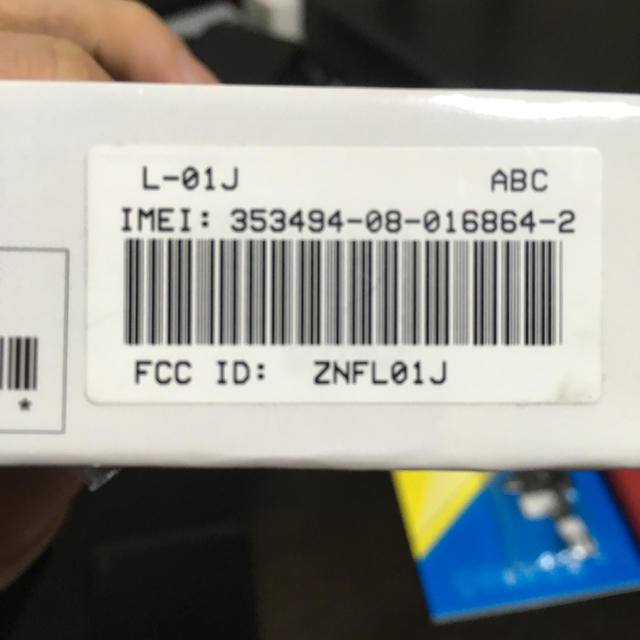 L-01J ABC
IMEI: 353494-08-016864-2
FCC ID: ZNFL01J
*